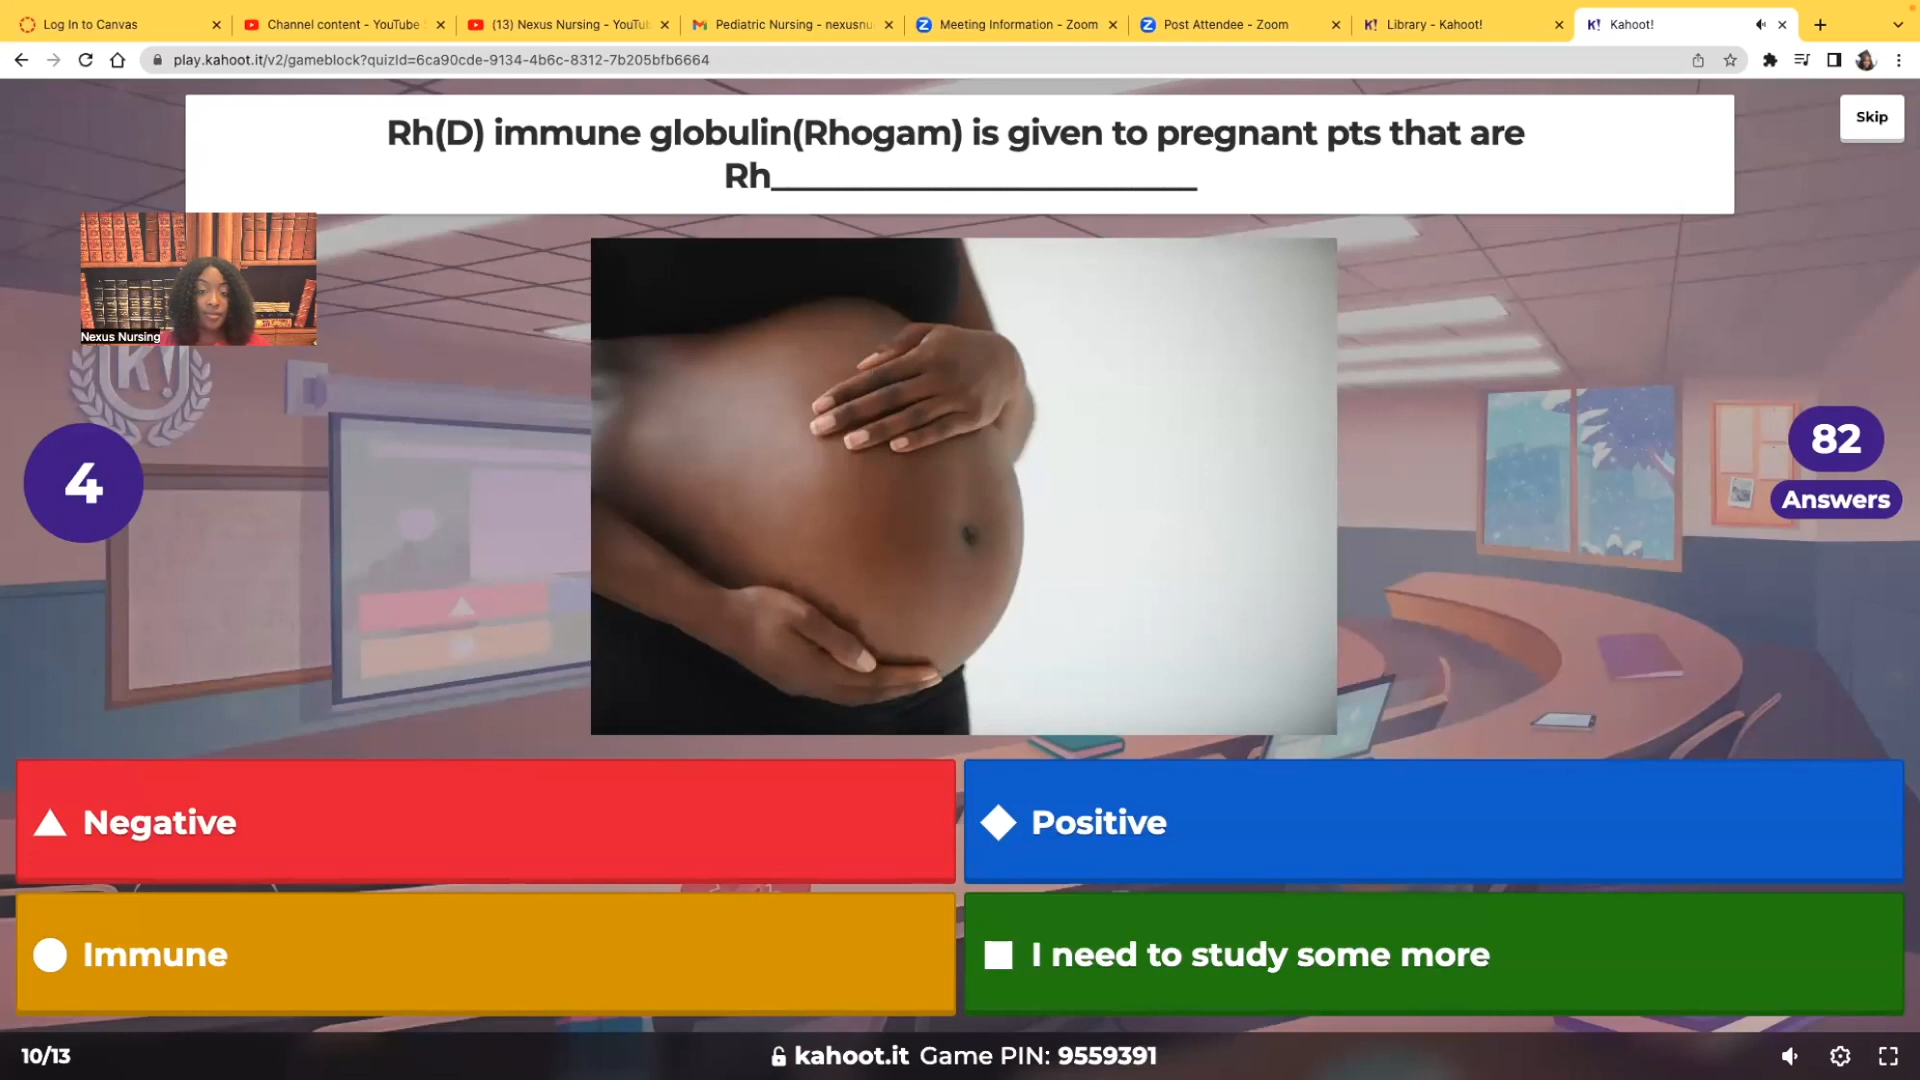 Log In to Canvas
Channel content - YouTube
(13) Nexus Nursing - YouTub
Pediatric Nursing - nexusnu
Meeting Information - Zoom
Post Attendee - Zoom
Library - Kahoot!
Kahoot!
play.kahoot.it/v2/gameblock?quizId=6ca90cde-9134-4b6c-8312-7b205bfb6664
Rh(D) immune globulin(Rhogam) is given to pregnant pts that are
Rh______________________
Skip
Nexus Nursing
K!
4
82
Answers
Negative
Positive
Immune
I need to study some more
10/13
kahoot.it Game PIN: 9559391